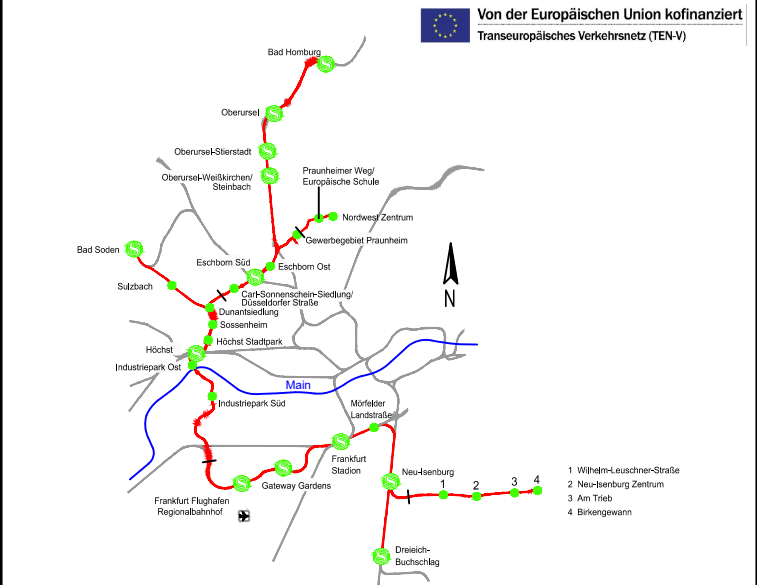 Von der Europäischen Union kofinanziert
Transeuropäisches Verkehrsnetz (TEN-V)
Bad Homburg
Oberursel
Oberursel-Stierstadt
Oberursel-Weißkirchen/
Steinbach
Praunheimer Weg/
Europäische Schule
Nordwest Zentrum
Gewerbegebiet Praunheim
Bad Soden
Eschborn Süd
Eschborn Ost
Sulzbach
Carl-Sonnenschein-Siedlung/
Düsseldorfer Straße
Dunantsiedlung
Sossenheim
N
Höchst Stadtpark
Höchst
Industriepark Ost
Main
Industriepark Süd
Mörfelder
Landstraße
Frankfurt
Stadion
Gateway Gardens
Neu-Isenburg
Frankfurt Flughafen
Regionalbahnhof
1
2
3
4
1 Wilhelm-Leuschner-Straße
2 Neu-Isenburg Zentrum
3 Am Trieb
4 Birkengewann
Dreieich-
Buchschlag